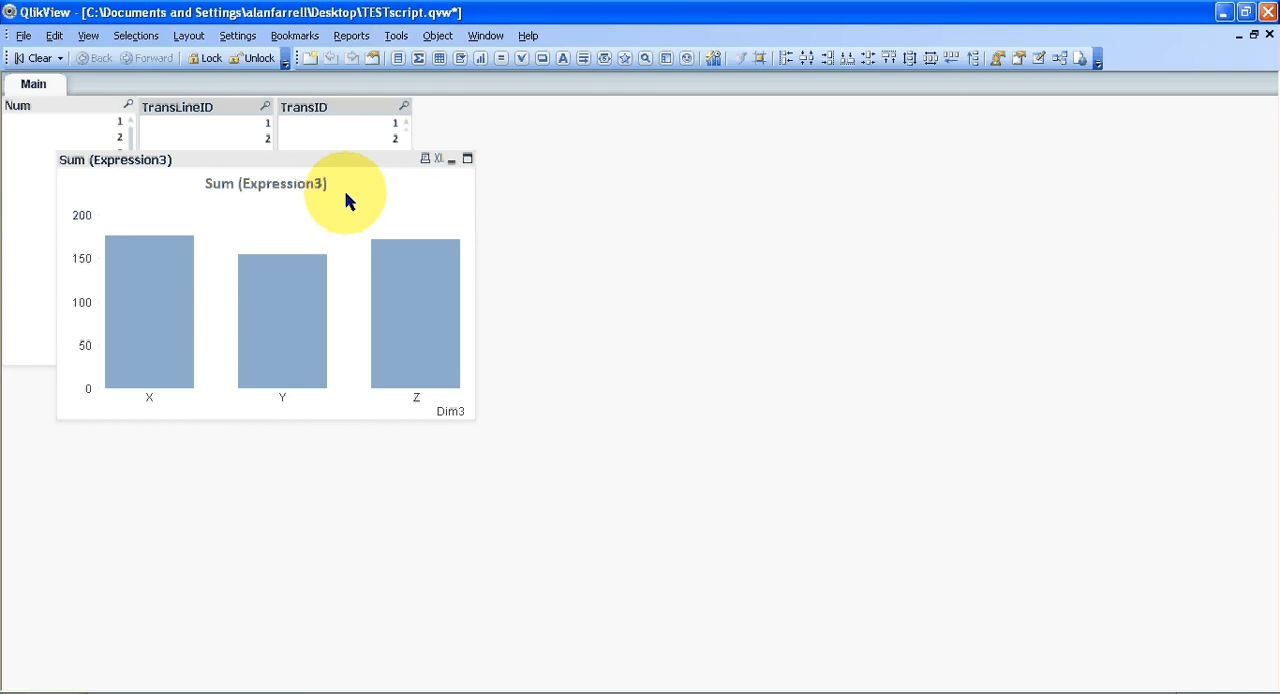 QlikView - [C:\Documents and Settings\alanfarrell\Desktop\TESTscript.qvw*]
File Edit View Selections Layout Settings Bookmarks Reports Tools Object Window Help
Clear Back Forward Lock Unlock
Main
Num TransLineID TransID
1 1 1
2 2 2
Sum (Expression3) XL
Sum (Expression3)
200
150
100
50
0
X Y Z
Dim3